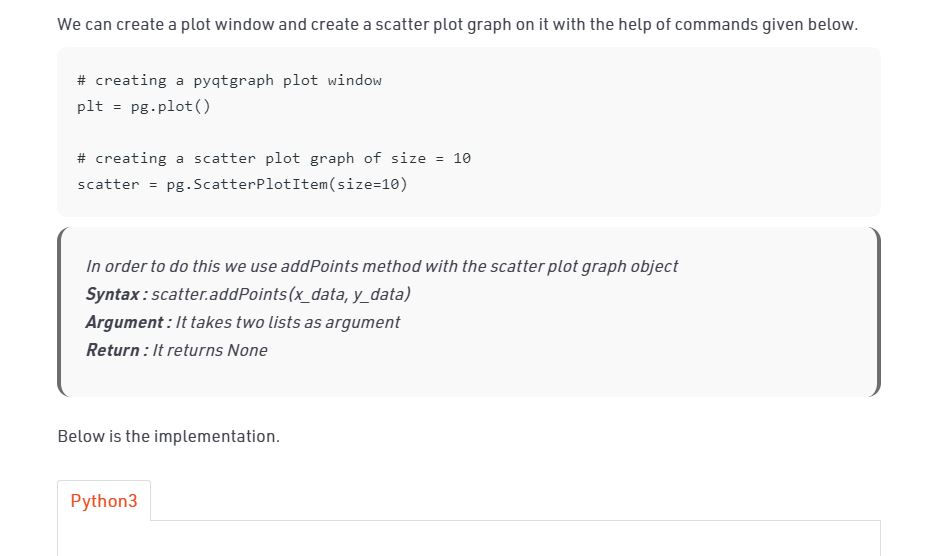 We can create a plot window and create a scatter plot graph on it with the help of commands given below.
# creating a pyqtgraph plot window
plt = pg.plot()
# creating a scatter plot graph of size = 10
scatter = pg.ScatterPlotItem(size=10)
In order to do this we use addPoints method with the scatter plot graph object
Syntax : scatter.addPoints(x_data, y_data)
Argument : It takes two lists as argument
Return : It returns None
Below is the implementation.
Python3